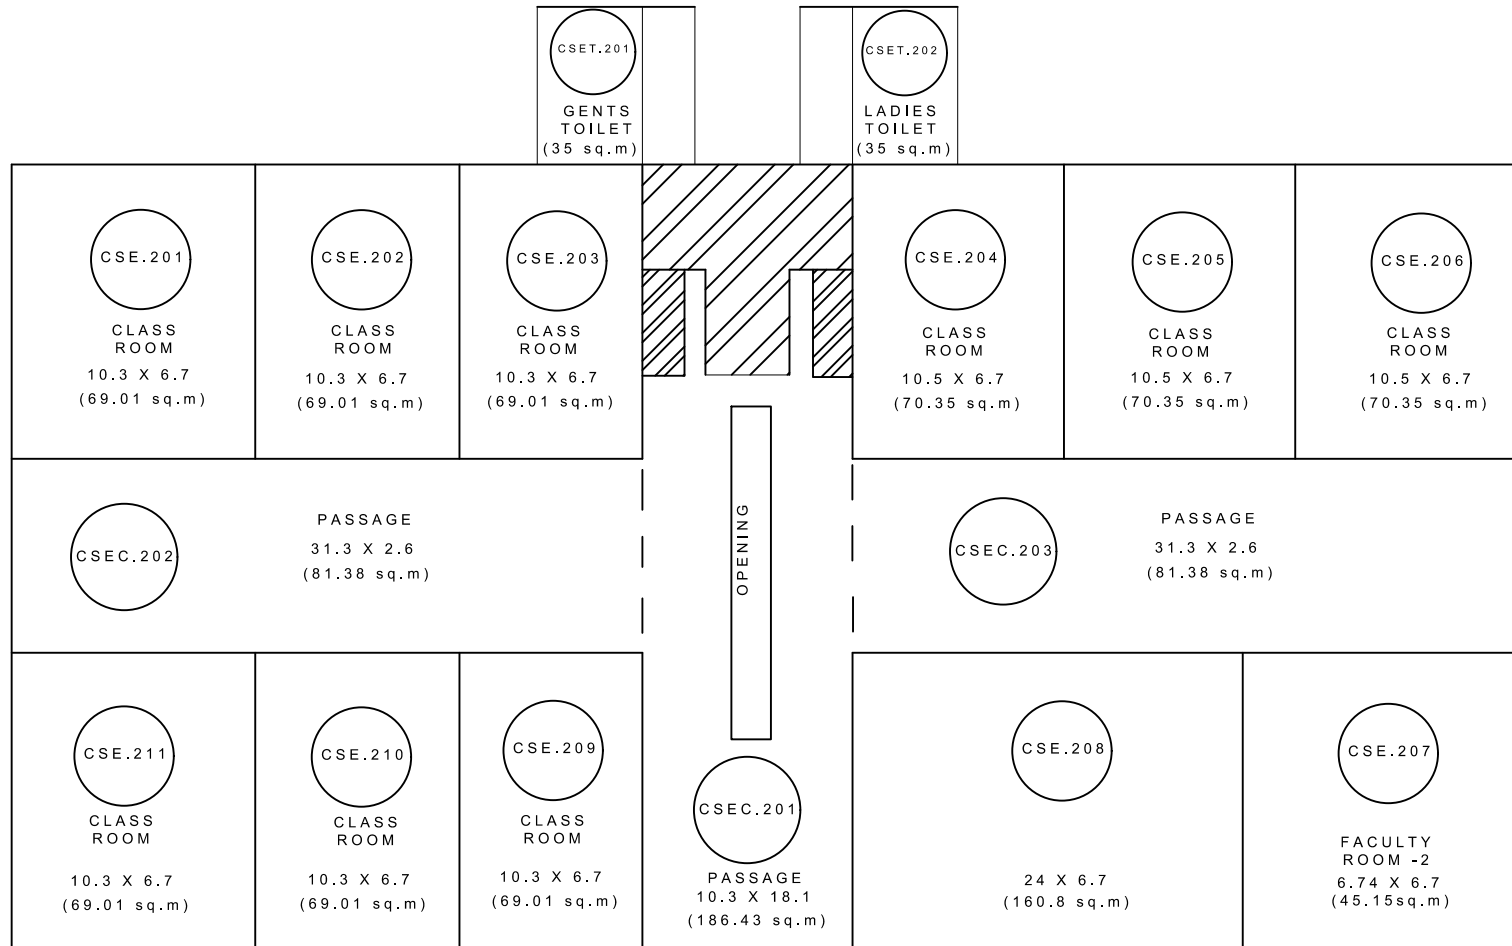 CSET.201
GENTS
TOILET
(35 sq.m)
CSET.202
LADIES
TOILET
(35 sq.m)
CSE.201
CLASS
ROOM
10.3 X 6.7
(69.01 sq.m)
CSE.202
CLASS
ROOM
10.3 X 6.7
(69.01 sq.m)
CSE.203
CLASS
ROOM
10.3 X 6.7
(69.01 sq.m)
CSE.204
CLASS
ROOM
10.5 X 6.7
(70.35 sq.m)
CSE.205
CLASS
ROOM
10.5 X 6.7
(70.35 sq.m)
CSE.206
CLASS
ROOM
10.5 X 6.7
(70.35 sq.m)
CSEC.202
PASSAGE
31.3 X 2.6
(81.38 sq.m)
OPENING
CSEC.203
PASSAGE
31.3 X 2.6
(81.38 sq.m)
CSE.211
CLASS
ROOM
10.3 X 6.7
(69.01 sq.m)
CSE.210
CLASS
ROOM
10.3 X 6.7
(69.01 sq.m)
CSE.209
CLASS
ROOM
10.3 X 6.7
(69.01 sq.m)
CSEC.201
PASSAGE
10.3 X 18.1
(186.43 sq.m)
CSE.208
24 X 6.7
(160.8 sq.m)
CSE.207
FACULTY
ROOM -2
6.74 X 6.7
(45.15sq.m)